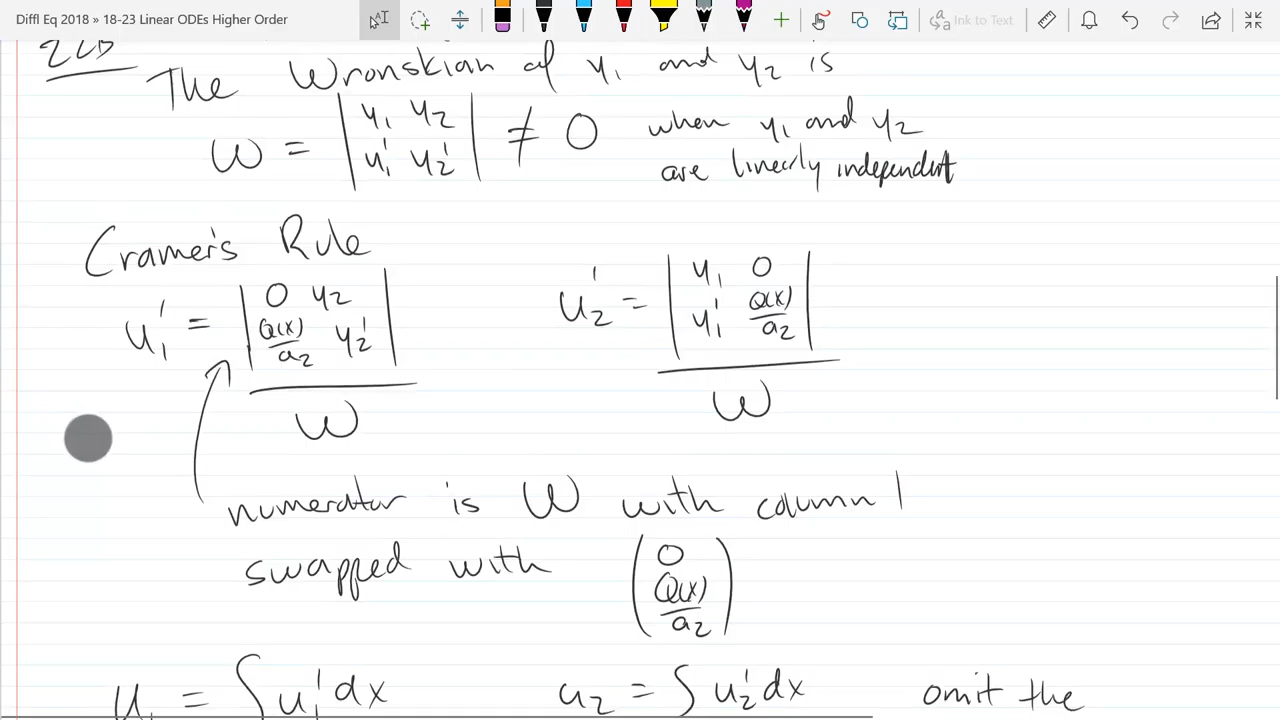 Diffl Eq 2018 » 18-23 Linear ODEs Higher Order
Ink to Text
The Wronskian of y₁ and y₂ is
W = | y₁ y₂ | ≠ 0 when y₁ and y₂
| y₁' y₂' | are linearly independent
Cramer's Rule
u₁' = | 0 y₂ | u₂' = | y₁ 0 |
| Q(x)/a₂ y₂' | | y₁' Q(x)/a₂ |
W W
numerator is W with column 1
swapped with ( 0
Q(x)/a₂ )
u₁ = ∫ u₁' dx u₂ = ∫ u₂' dx omit the